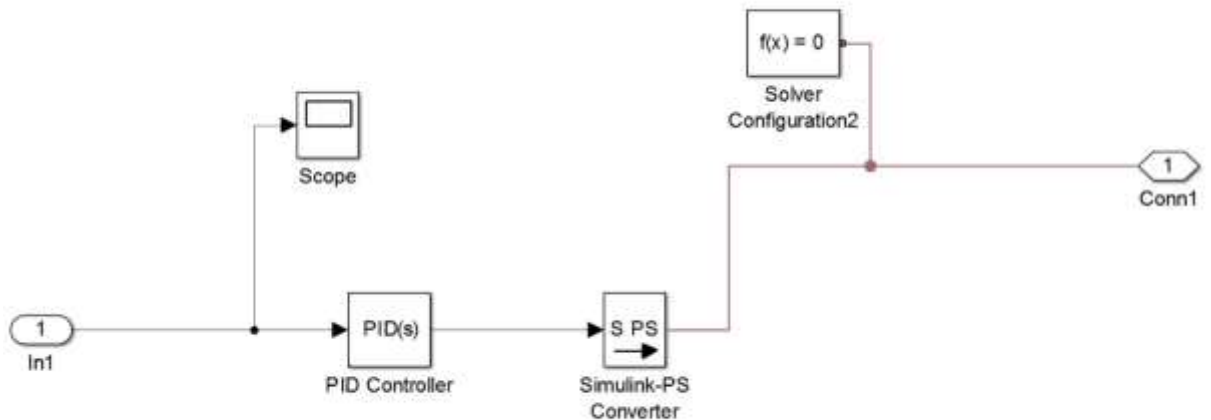 f(x) = 0
Solver
Configuration2
Scope
1
Conn1
1
In1
PID(s)
PID Controller
S PS
Simulink-PS
Converter